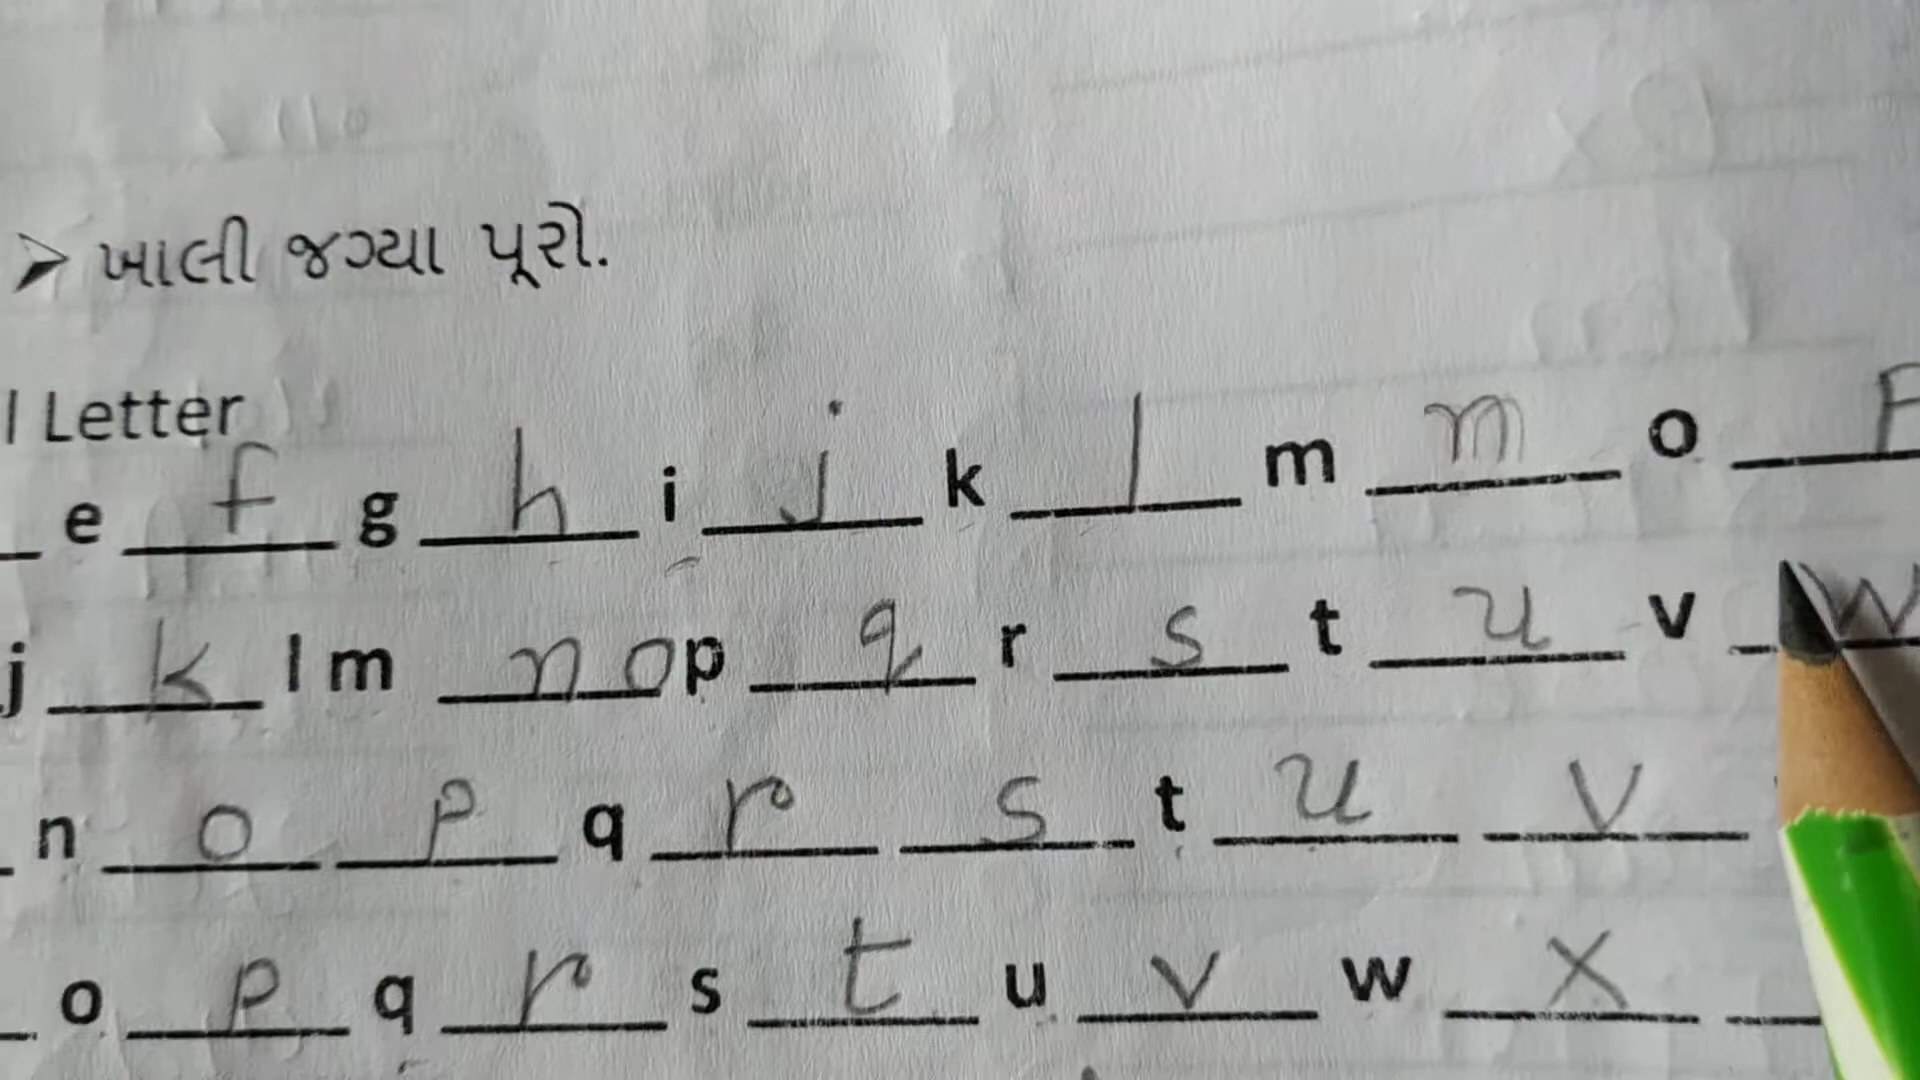 ➤ ખાલી જગ્યા પૂરો.
l Letter
_ e f g h i j k l m m o P
j k l m n o p q r s t u v w
_ n o p q r s t u v
_ o p q r s t u v w x _